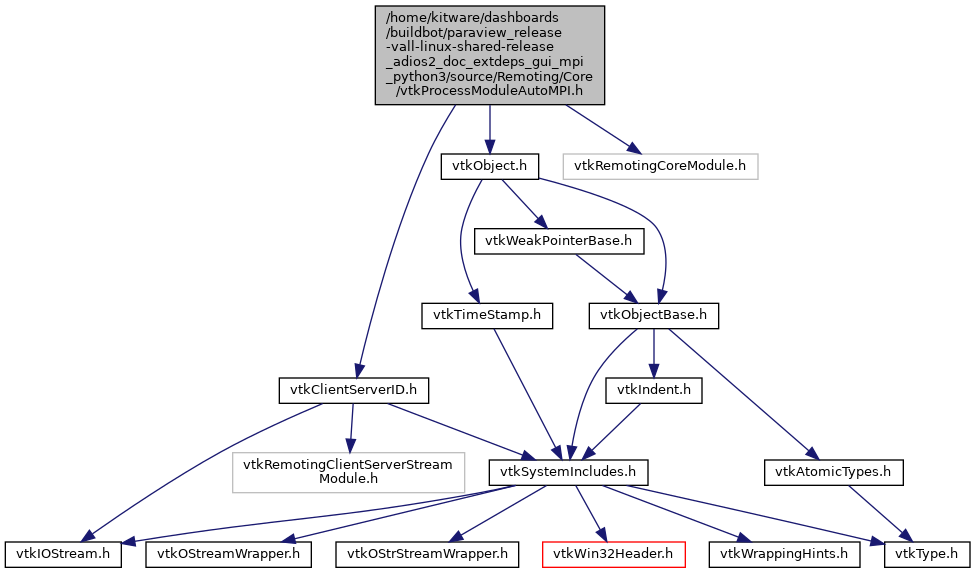 /home/kitware/dashboards
/buildbot/paraview_release
-vall-linux-shared-release
_adios2_doc_extdeps_gui_mpi
_python3/source/Remoting/Core
/vtkProcessModuleAutoMPI.h
vtkObject.h
vtkRemotingCoreModule.h
vtkWeakPointerBase.h
vtkTimeStamp.h
vtkObjectBase.h
vtkClientServerID.h
vtkIndent.h
vtkRemotingClientServerStream
Module.h
vtkSystemIncludes.h
vtkAtomicTypes.h
vtkIOStream.h
vtkOStreamWrapper.h
vtkOStrStreamWrapper.h
vtkWin32Header.h
vtkWrappingHints.h
vtkType.h